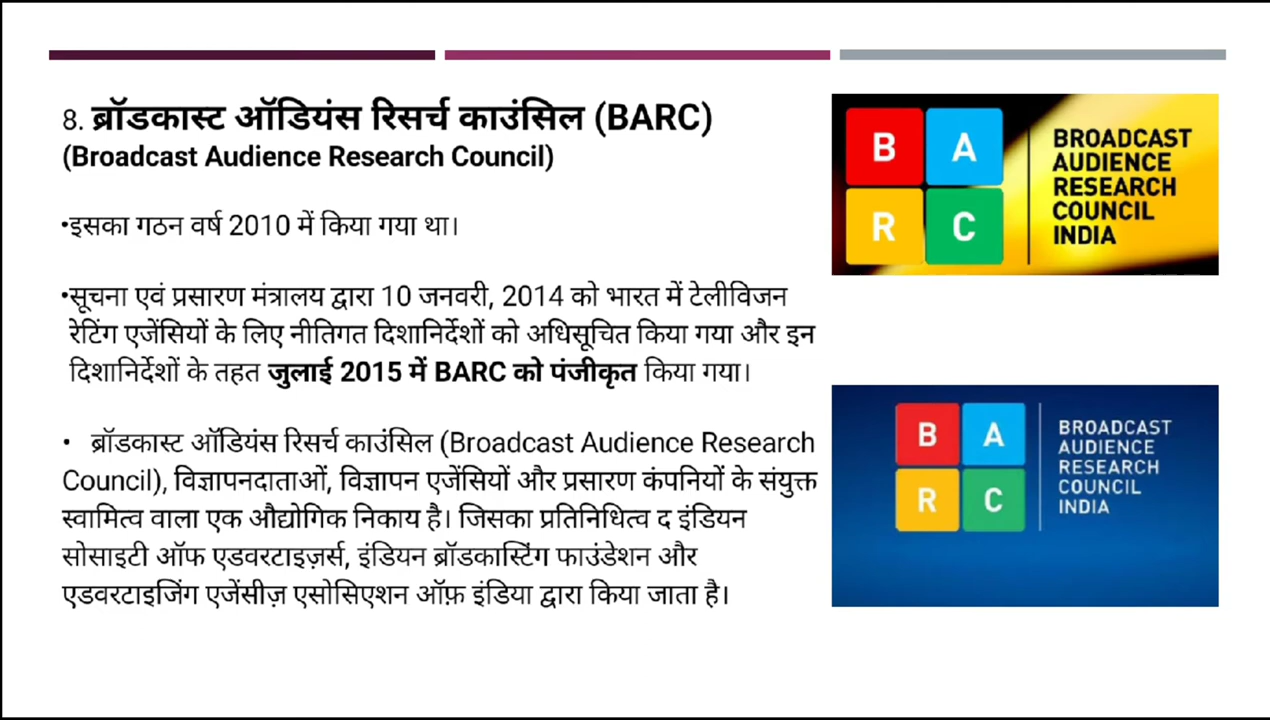 8. ब्रॉडकास्ट ऑडियंस रिसर्च काउंसिल (BARC)
(Broadcast Audience Research Council)
•इसका गठन वर्ष 2010 में किया गया था।
•सूचना एवं प्रसारण मंत्रालय द्वारा 10 जनवरी, 2014 को भारत में टेलीविजन
रेटिंग एजेंसियों के लिए नीतिगत दिशानिर्देशों को अधिसूचित किया गया और इन
दिशानिर्देशों के तहत जुलाई 2015 में BARC को पंजीकृत किया गया।
• ब्रॉडकास्ट ऑडियंस रिसर्च काउंसिल (Broadcast Audience Research
Council), विज्ञापनदाताओं, विज्ञापन एजेंसियों और प्रसारण कंपनियों के संयुक्त
स्वामित्व वाला एक औद्योगिक निकाय है। जिसका प्रतिनिधित्व द इंडियन
सोसाइटी ऑफ एडवरटाइज़र्स, इंडियन ब्रॉडकास्टिंग फाउंडेशन और
एडवरटाइजिंग एजेंसीज़ एसोसिएशन ऑफ़ इंडिया द्वारा किया जाता है।
B A
R C
BROADCAST
AUDIENCE
RESEARCH
COUNCIL
INDIA
B A
R C
BROADCAST
AUDIENCE
RESEARCH
COUNCIL
INDIA